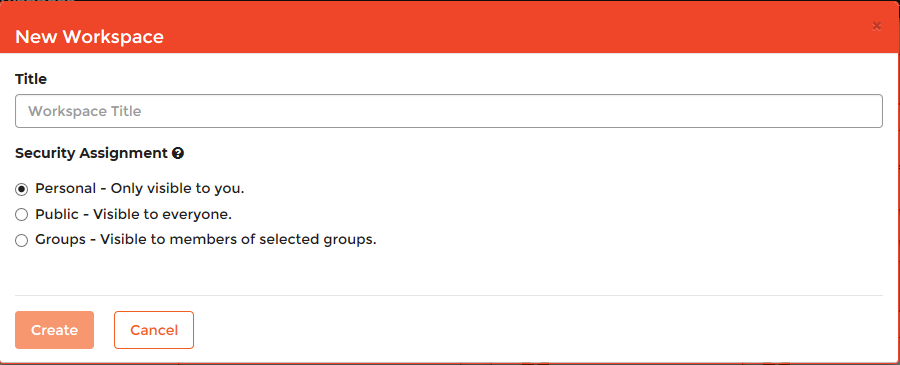 New Workspace
×
Title
Workspace Title
Security Assignment ?
Personal - Only visible to you.
Public - Visible to everyone.
Groups - Visible to members of selected groups.
Create
Cancel